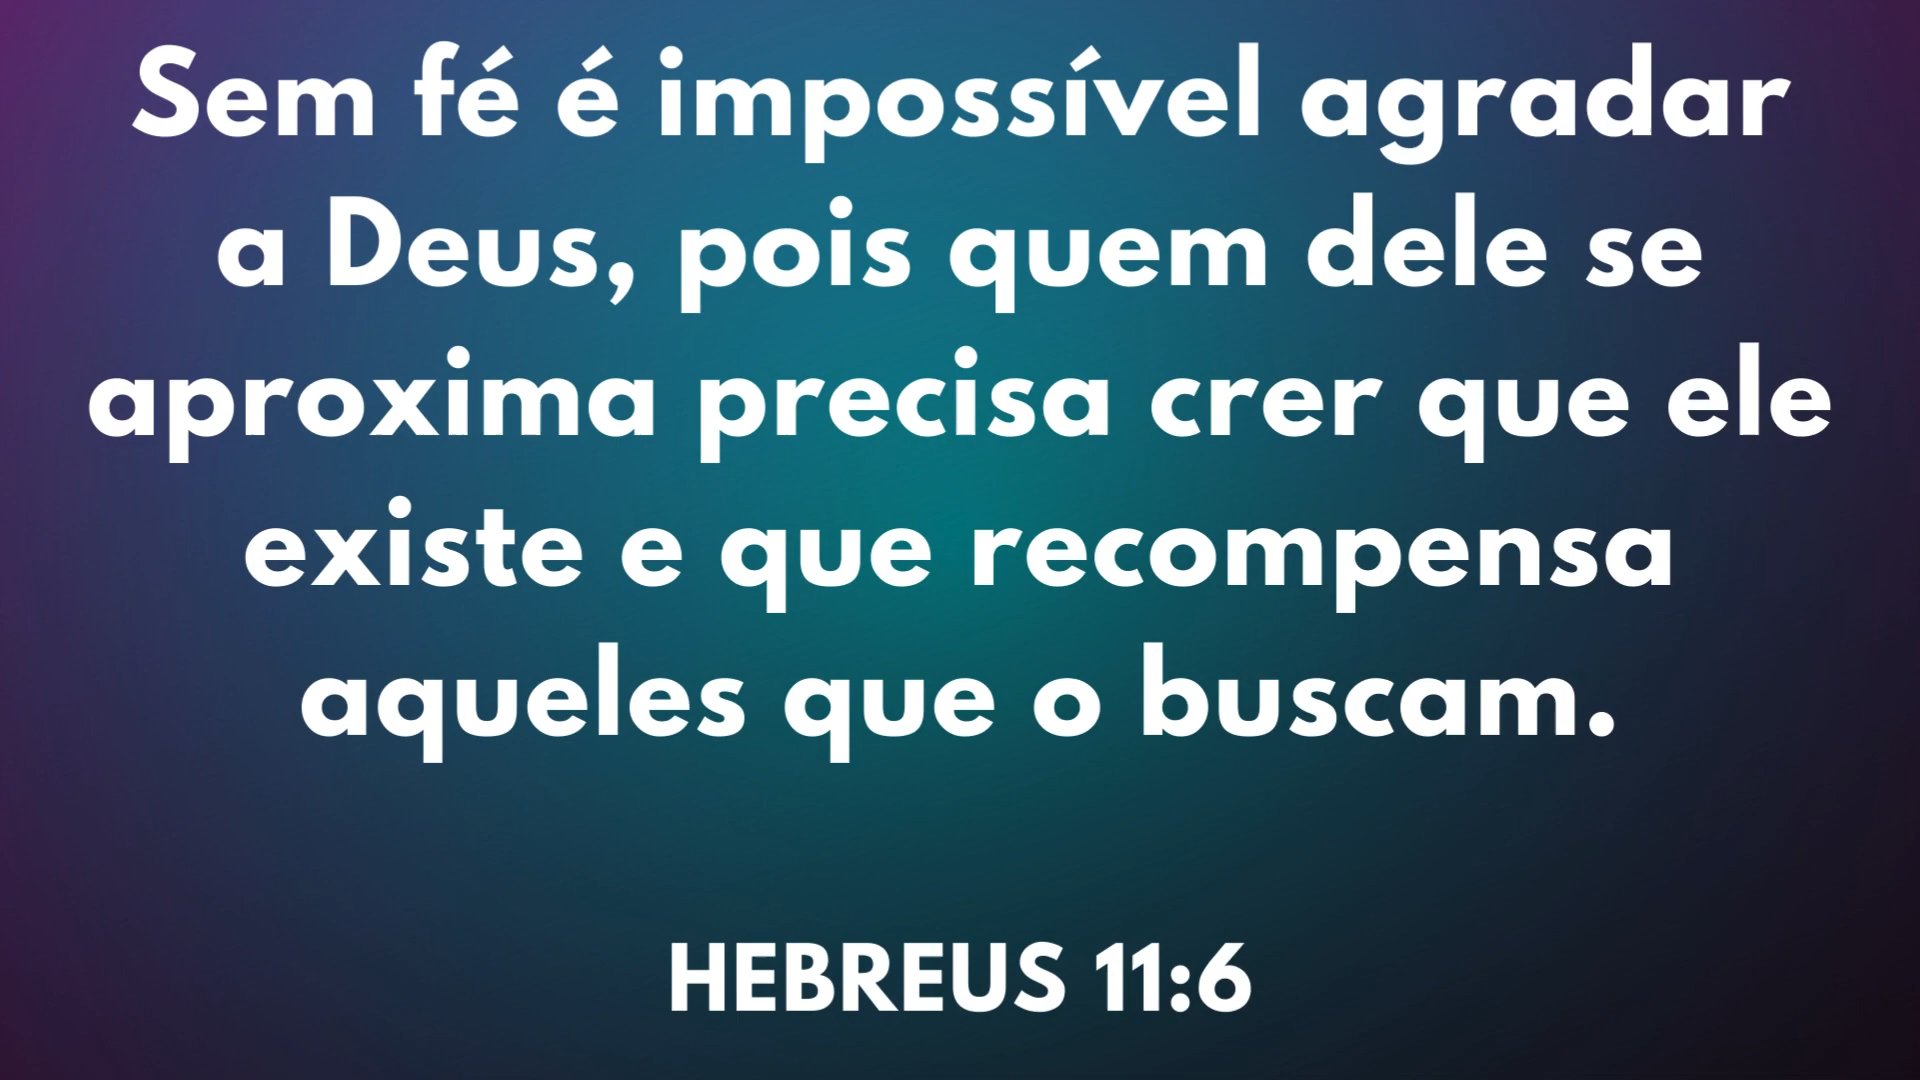 Sem fé é impossível agradar
a Deus, pois quem dele se
aproxima precisa crer que ele
existe e que recompensa
aqueles que o buscam.
HEBREUS 11:6